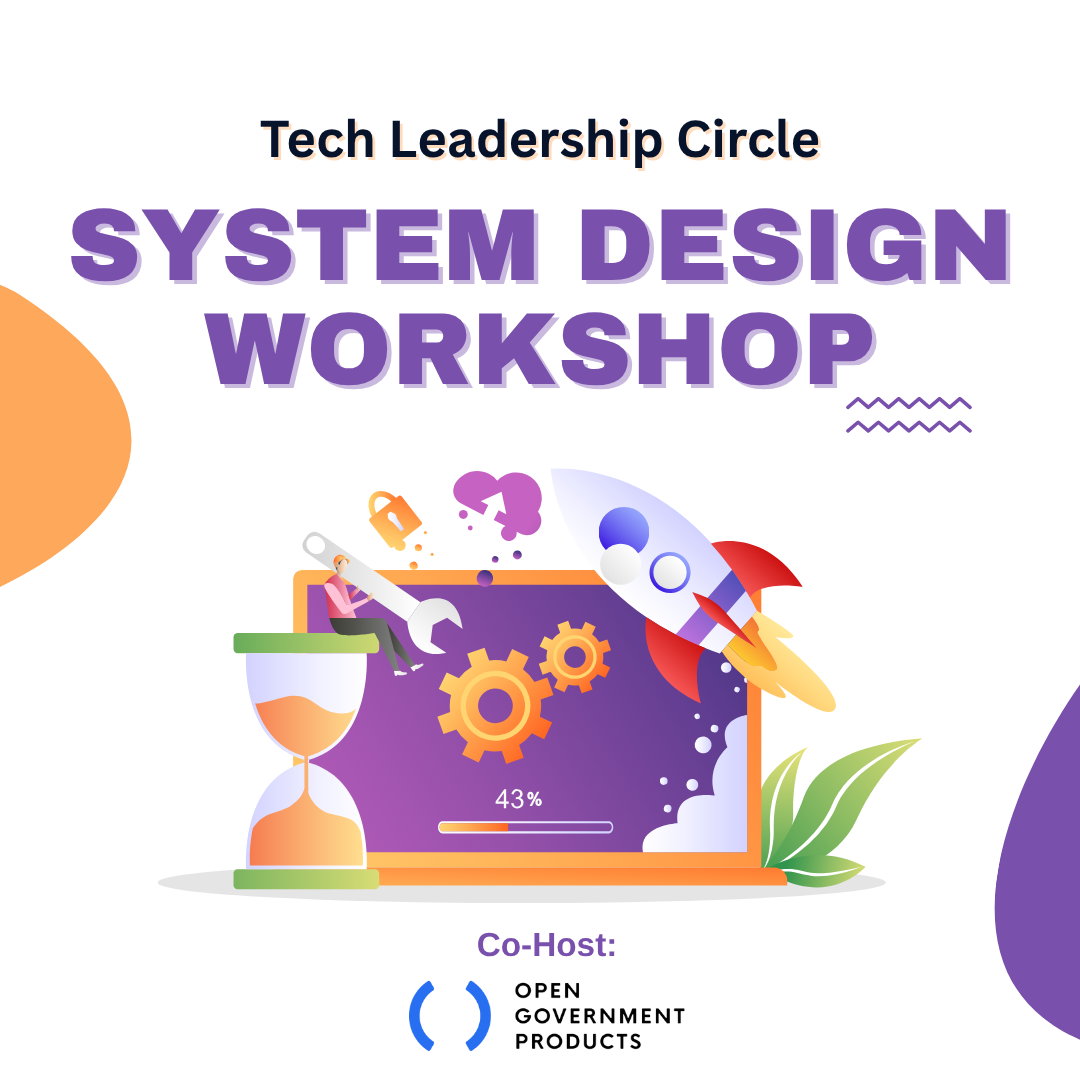 Tech Leadership Circle
SYSTEM DESIGN
WORKSHOP
43%
Co-Host:
OPEN
GOVERNMENT
PRODUCTS